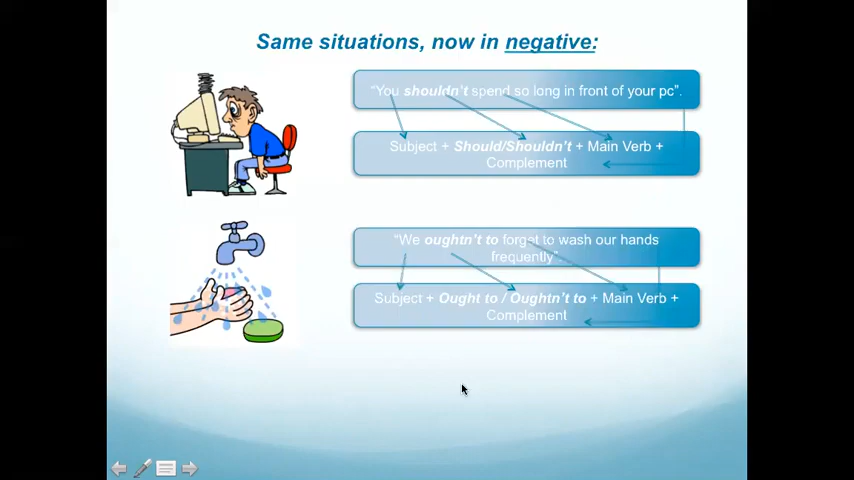 Same situations, now in negative:
“You shouldn’t spend so long in front of your pc”.
Subject + Should/Shouldn’t + Main Verb +
Complement
“We oughtn’t to forget to wash our hands
frequently”
Subject + Ought to / Oughtn’t to + Main Verb +
Complement